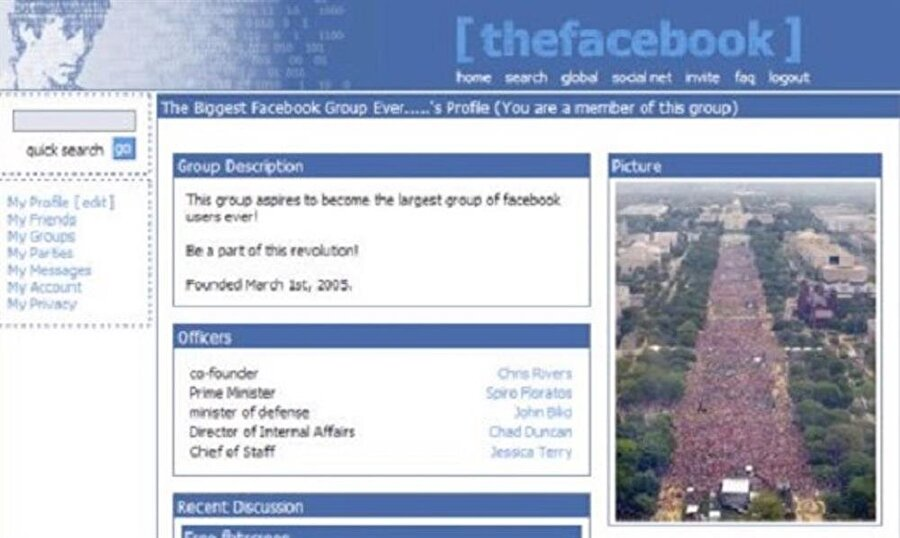 [ thefacebook ]
home search global social net invite faq logout
The Biggest Facebook Group Ever.....'s Profile (You are a member of this group)
quick search go
My Profile [ edit ]
My Friends
My Groups
My Parties
My Messages
My Account
My Privacy
Group Description
This group aspires to become the largest group of facebook
users ever!
Be a part of this revolution!
Founded March 1st, 2005.
Officers
co-founder Chris Rivers
Prime Minister Spiro Floratos
minister of defense John
Director of Internal Affairs Chad Duncan
Chief of Staff Jessica Terry
Recent Discussion
Free flatscreen
Picture